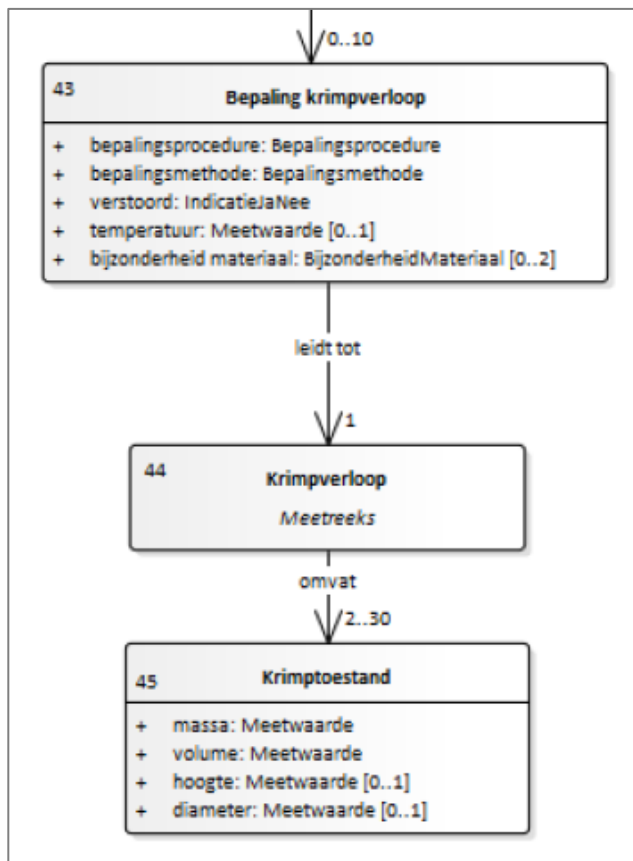 0..10
43
Bepaling krimpverloop
+ bepalingsprocedure: Bepalingsprocedure
+ bepalingsmethode: Bepalingsmethode
+ verstoord: IndicatieJaNee
+ temperatuur: Meetwaarde [0..1]
+ bijzonderheid materiaal: BijzonderheidMateriaal [0..2]
leidt tot
1
44
Krimpverloop
Meetreeks
omvat
2..30
45
Krimptoestand
+ massa: Meetwaarde
+ volume: Meetwaarde
+ hoogte: Meetwaarde [0..1]
+ diameter: Meetwaarde [0..1]